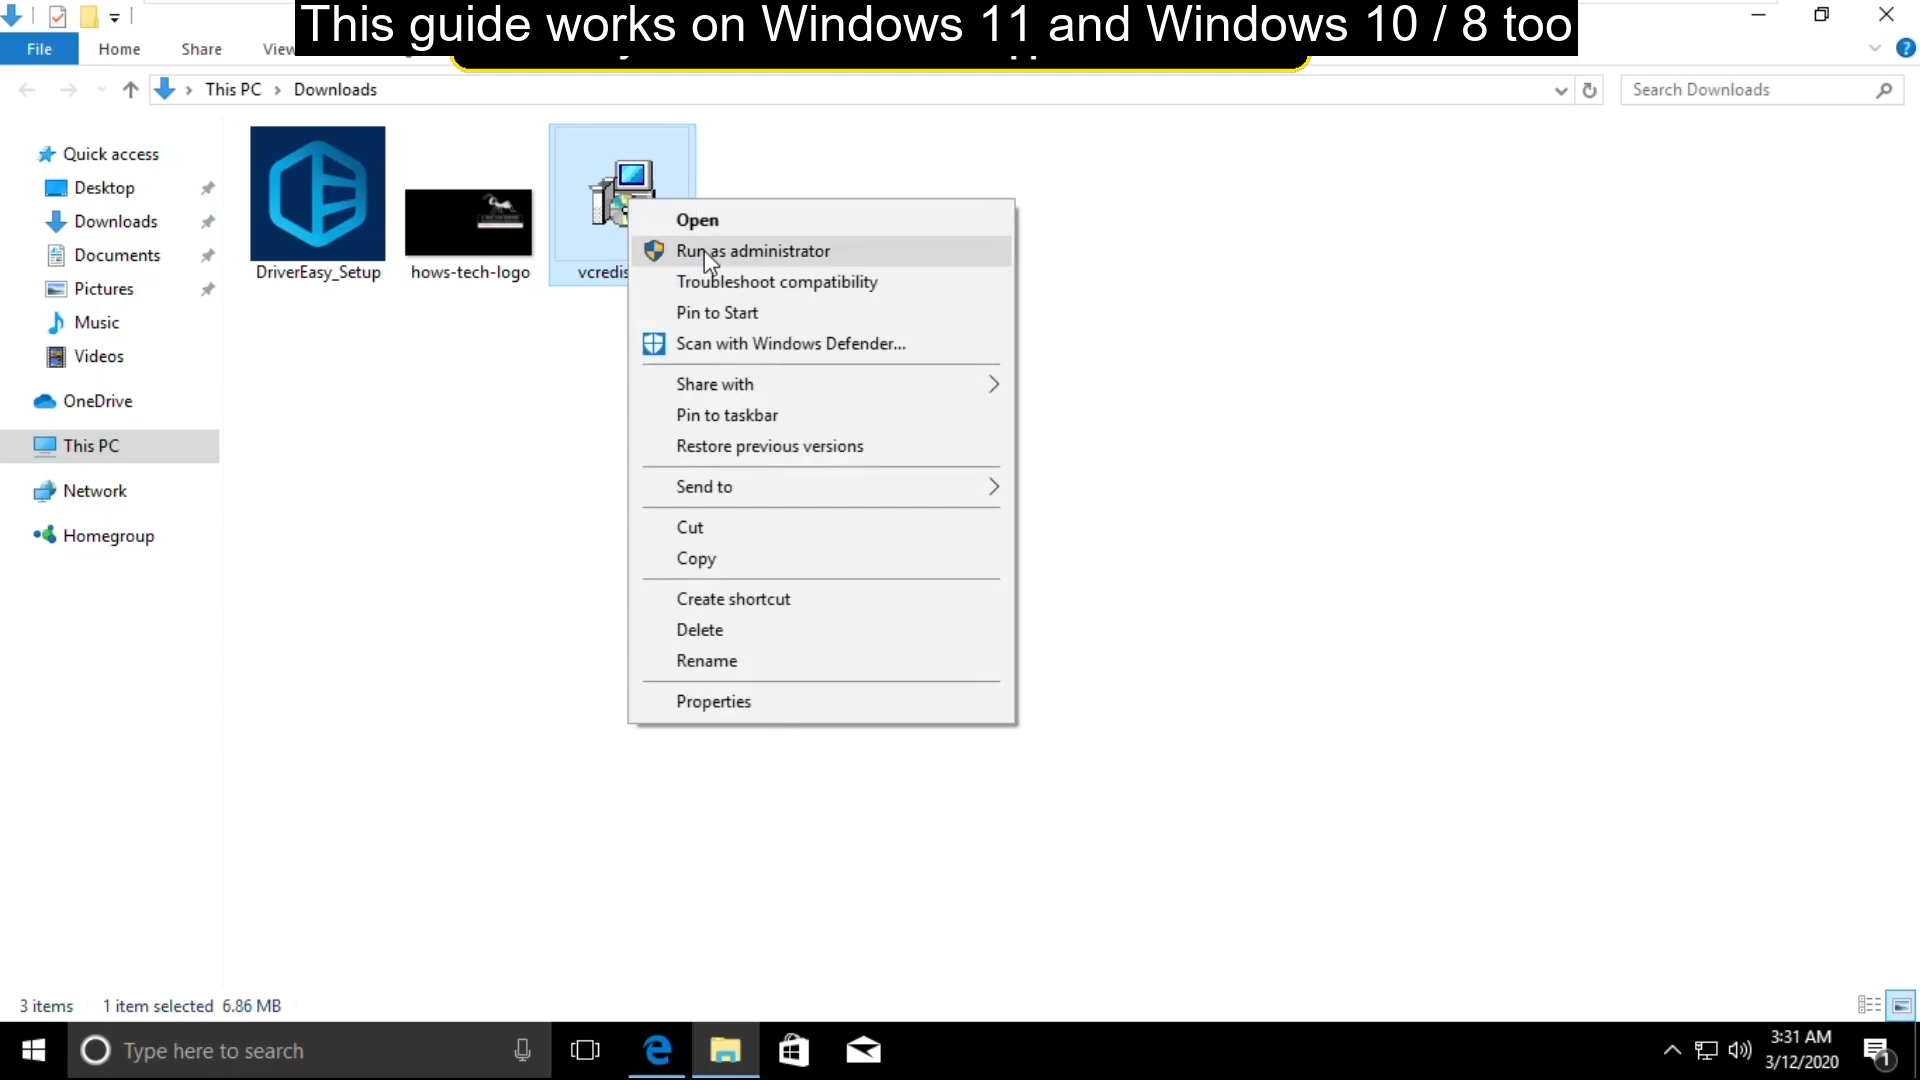 This guide works on Windows 11 and Windows 10 / 8 too
File Home Share View
This PC > Downloads
Search Downloads
Quick access
Desktop
Downloads
Documents
Pictures
Music
Videos
OneDrive
This PC
Network
Homegroup
DriverEasy_Setup
hows-tech-logo
vcredis
Open
Run as administrator
Troubleshoot compatibility
Pin to Start
Scan with Windows Defender...
Share with
Pin to taskbar
Restore previous versions
Send to
Cut
Copy
Create shortcut
Delete
Rename
Properties
3 items 1 item selected 6.86 MB
Type here to search
3:31 AM
3/12/2020
1